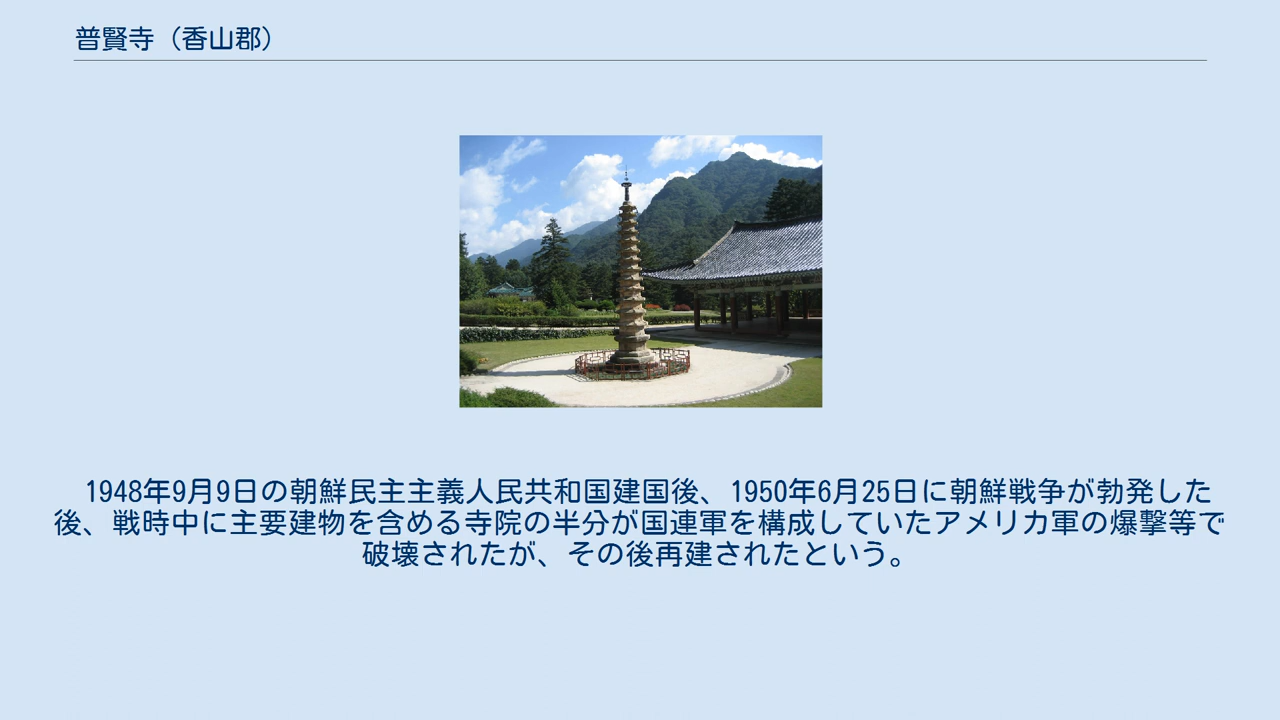 普賢寺（香山郡）
1948年9月9日の朝鮮民主主義人民共和国建国後、1950年6月25日に朝鮮戦争が勃発した
後、戦時中に主要建物を含める寺院の半分が国連軍を構成していたアメリカ軍の爆撃等で
破壊されたが、その後再建されたという。